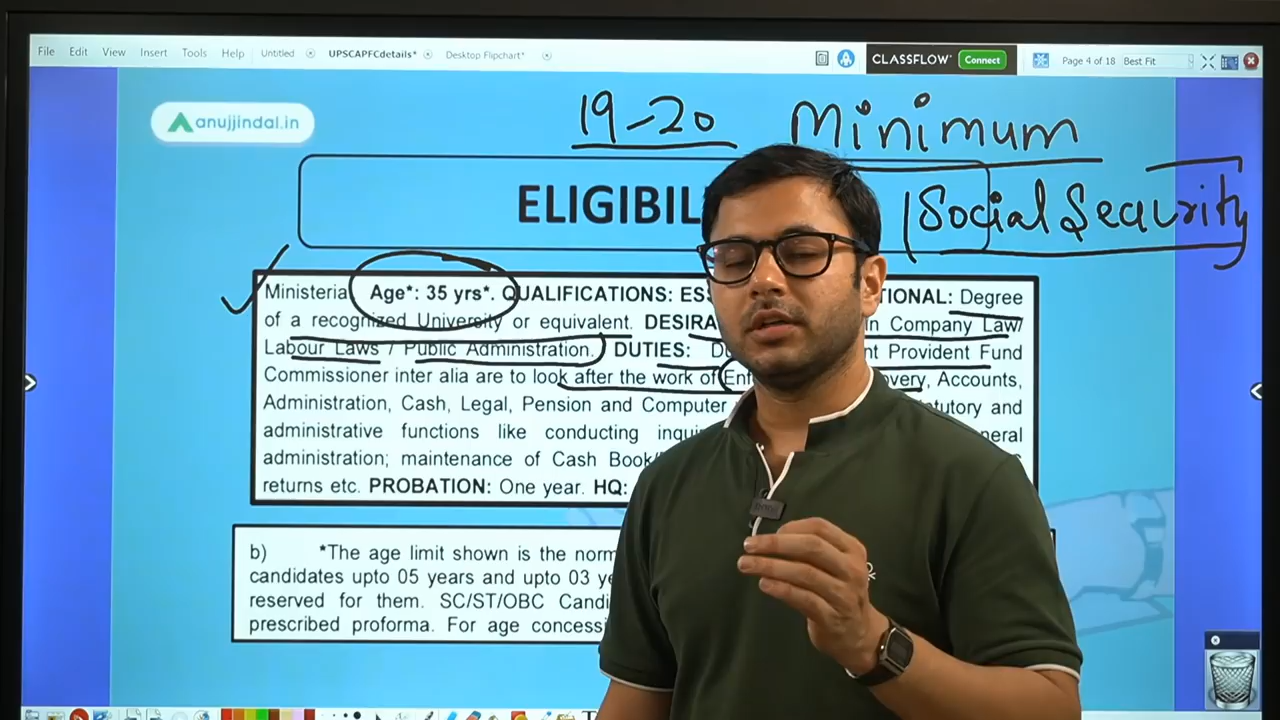 File Edit View Insert Tools Help Untitled UPSCAPFCdetails* Desktop Flipchart* CLASSFLOW Connect Page 4 of 18 Best Fit
anujjindal.in
19-20 Minimum
ELIGIBIL
Social Security
Ministeria Age*: 35 yrs*. QUALIFICATIONS: ESS TIONAL: Degree
of a recognized University or equivalent. DESIRA in Company Law/
Labour Laws / Public Administration. DUTIES: nt Provident Fund
Commissioner inter alia are to look after the work of Enf overy, Accounts,
Administration, Cash, Legal, Pension and Computer tutory and
administrative functions like conducting inqui neral
administration; maintenance of Cash Book/
returns etc. PROBATION: One year. HQ:
b) *The age limit shown is the norm
candidates upto 05 years and upto 03 ye
reserved for them. SC/ST/OBC Candi
prescribed proforma. For age concessi